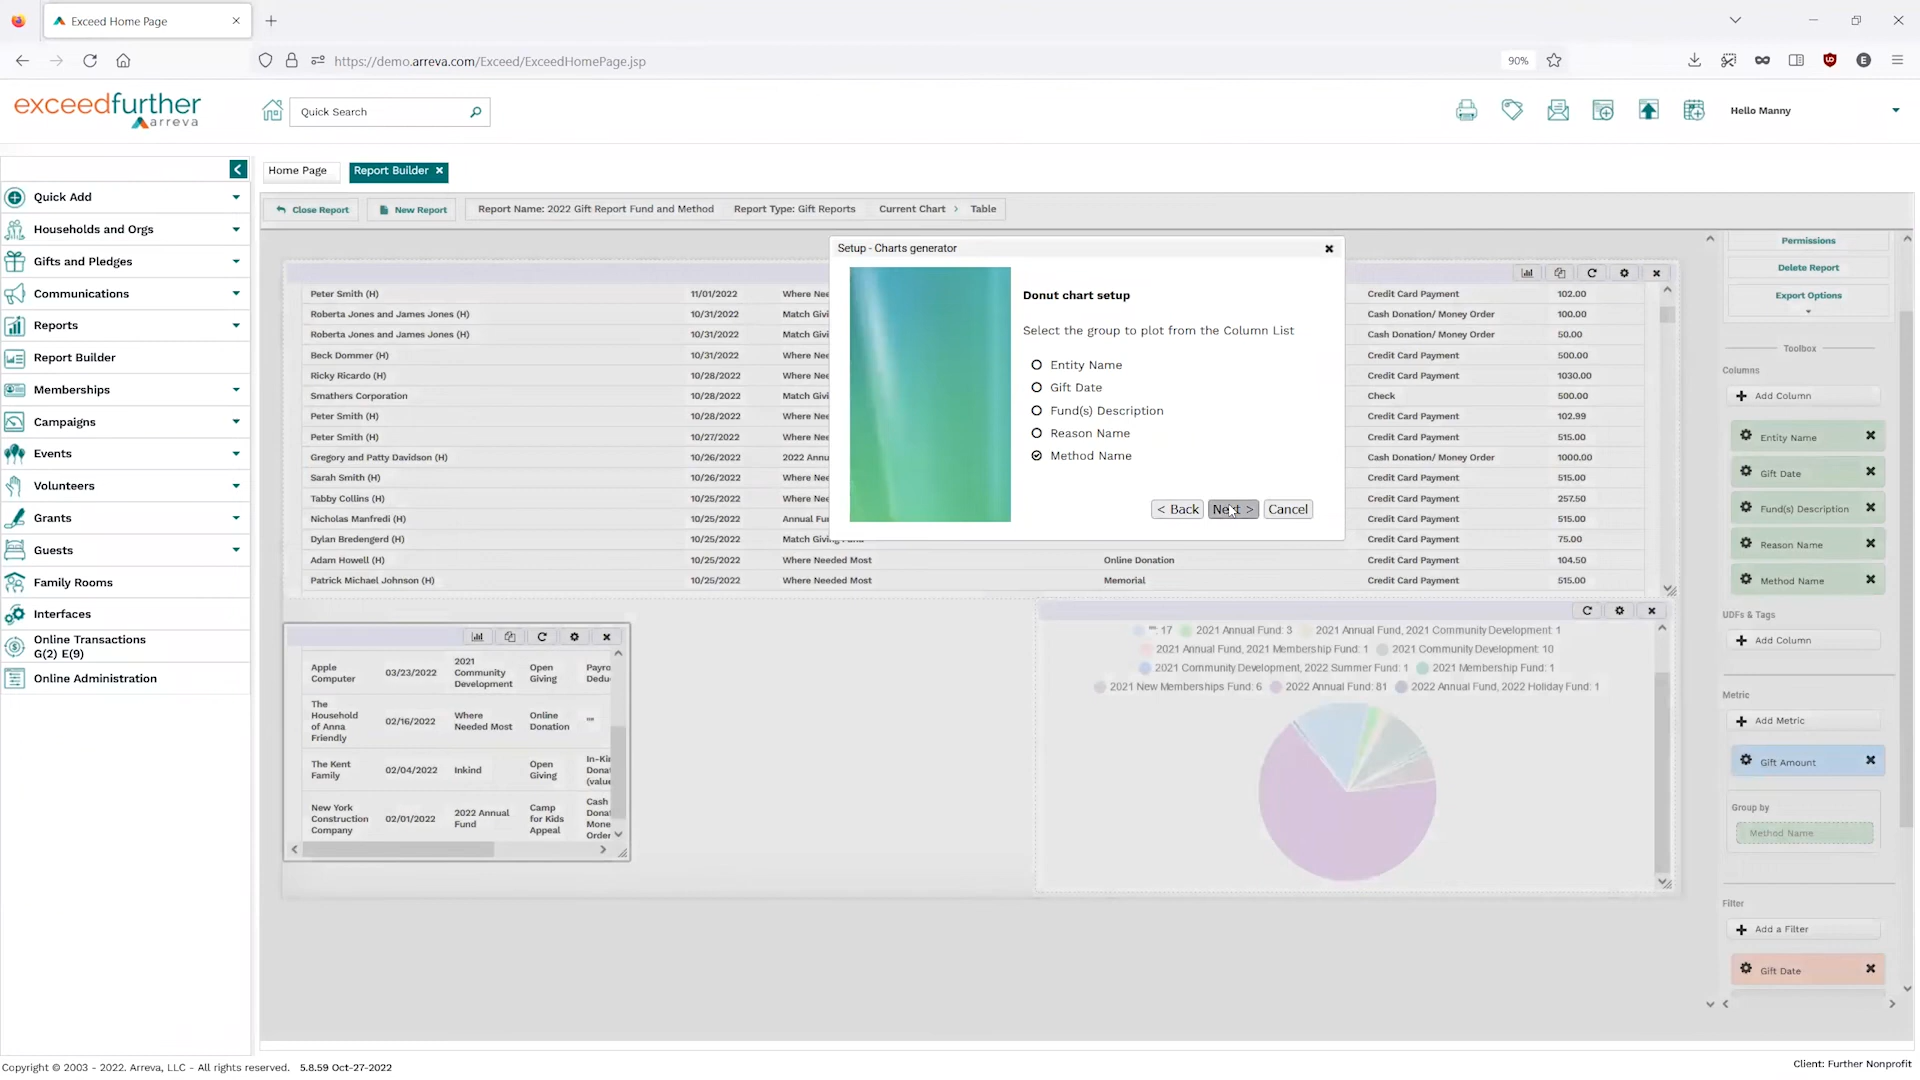 Exceed Home Page
https://demo.arreva.com/Exceed/ExceedHomePage.jsp
90%
E
exceedfurther
arreva
Quick Search
Hello Manny
Home Page
Report Builder
Close Report
New Report
Report Name: 2022 Gift Report Fund and Method
Report Type: Gift Reports
Current Chart > Table
Quick Add
Households and Orgs
Gifts and Pledges
Communications
Reports
Report Builder
Memberships
Campaigns
Events
Volunteers
Grants
Guests
Family Rooms
Interfaces
Online Transactions
G(2) E(9)
Online Administration
Setup - Charts generator
Donut chart setup
Select the group to plot from the Column List
Entity Name
Gift Date
Fund(s) Description
Reason Name
Method Name
< Back
Next >
Cancel
Peter Smith (H) 11/01/2022 Credit Card Payment 102.00
Roberta Jones and James Jones (H) 10/31/2022 Cash Donation/ Money Order 100.00
Roberta Jones and James Jones (H) 10/31/2022 Cash Donation/ Money Order 50.00
Beck Dommer (H) 10/31/2022 Credit Card Payment 500.00
Ricky Ricardo (H) 10/28/2022 Credit Card Payment 1030.00
Smathers Corporation 10/28/2022 Check 500.00
Peter Smith (H) 10/28/2022 Credit Card Payment 102.99
Peter Smith (H) 10/27/2022 Credit Card Payment 515.00
Gregory and Patty Davidson (H) 10/26/2022 Cash Donation/ Money Order 1000.00
Sarah Smith (H) 10/26/2022 Credit Card Payment 515.00
Tabby Collins (H) 10/25/2022 Credit Card Payment 257.50
Nicholas Manfredi (H) 10/25/2022 Credit Card Payment 515.00
Dylan Bredengerd (H) 10/25/2022 Credit Card Payment 75.00
Adam Howell (H) 10/25/2022 Where Needed Most Online Donation Credit Card Payment 104.50
Patrick Michael Johnson (H) 10/25/2022 Where Needed Most Memorial Credit Card Payment 515.00
Apple Computer 03/23/2022 2021 Community Development Open Giving
The Household of Anna Friendly 02/16/2022 Where Needed Most Online Donation ""
The Kent Family 02/04/2022 Inkind Open Giving
New York Construction Company 02/01/2022 2022 Annual Fund Camp for Kids Appeal Cash
Order
"": 17 2021 Annual Fund: 3 2021 Annual Fund, 2021 Community Development: 1
2021 Annual Fund, 2021 Membership Fund: 1 2021 Community Development: 10
2021 Community Development, 2022 Summer Fund: 1 2021 Membership Fund: 1
2021 New Memberships Fund: 6 2022 Annual Fund: 81 2022 Annual Fund, 2022 Holiday Fund: 1
Permissions
Delete Report
Export Options
Toolbox
Columns
Add Column
Entity Name
Gift Date
Fund(s) Description
Reason Name
Method Name
UDFs & Tags
Add Column
Metric
Add Metric
Gift Amount
Group by
Method Name
Filter
Add a Filter
Gift Date
Copyright © 2003 - 2022. Arreva, LLC - All rights reserved. 5.8.59 Oct-27-2022
Client: Further Nonprofit